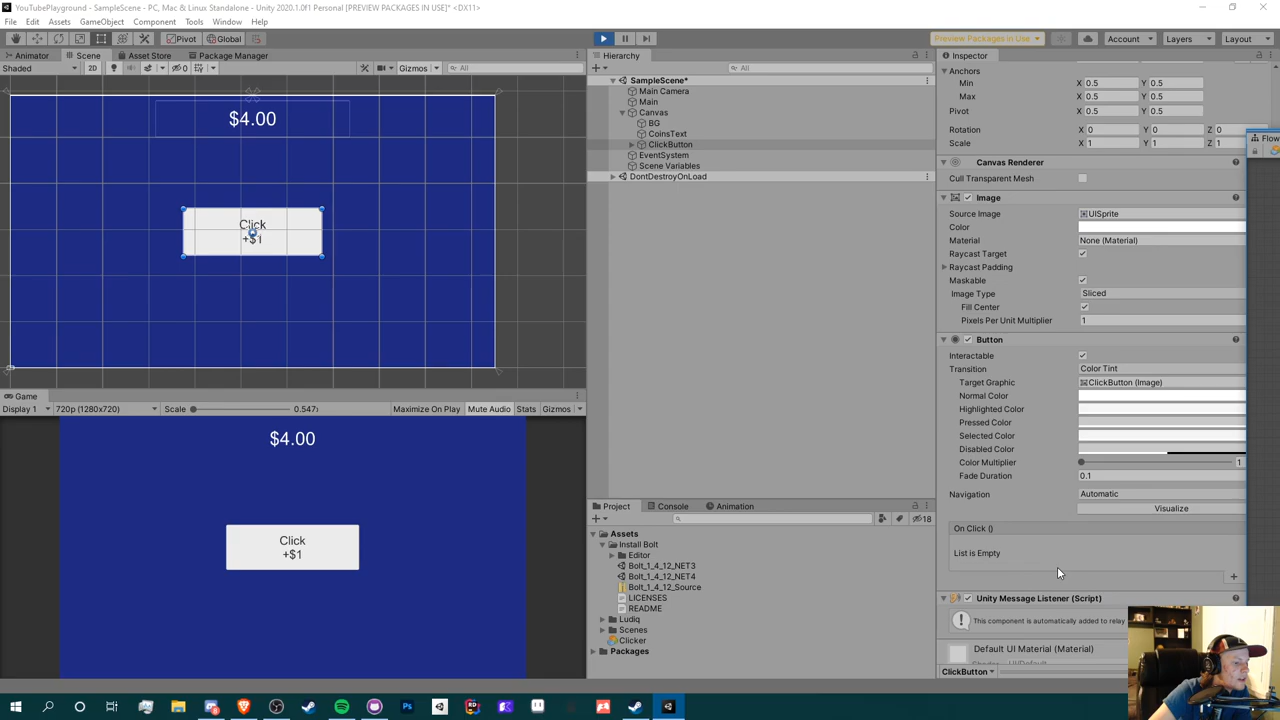 YouTubePlayground - SampleScene - PC, Mac & Linux Standalone - Unity 2020.1.0f1 Personal [PREVIEW PACKAGES IN USE]* <DX11>
File Edit Assets GameObject Component Tools Window Help
Pivot Global
Preview Packages in Use Account Layers Layout
Animator Scene Asset Store Package Manager
Shaded 2D 0 Gizmos All
$4.00
Click
+$1
Game
Display 1 720p (1280x720) Scale 0.547x Maximize On Play Mute Audio Stats Gizmos
$4.00
Click
+$1
Hierarchy
All
SampleScene*
Main Camera
Main
Canvas
BG
CoinsText
ClickButton
EventSystem
Scene Variables
DontDestroyOnLoad
Project Console Animation
18
Assets
Install Bolt
Editor
Bolt_1_4_12_NET3
Bolt_1_4_12_NET4
Bolt_1_4_12_Source
LICENSES
README
Ludiq
Scenes
Clicker
Packages
Inspector
Anchors
Min X 0.5 Y 0.5
Max X 0.5 Y 0.5
Pivot X 0.5 Y 0.5
Rotation X 0 Y 0 Z 0
Scale X 1 Y 1 Z 1
Canvas Renderer
Cull Transparent Mesh
Image
Source Image UISprite
Color
Material None (Material)
Raycast Target
Raycast Padding
Maskable
Image Type Sliced
Fill Center
Pixels Per Unit Multiplier 1
Button
Interactable
Transition Color Tint
Target Graphic ClickButton (Image)
Normal Color
Highlighted Color
Pressed Color
Selected Color
Disabled Color
Color Multiplier 1
Fade Duration 0.1
Navigation Automatic
Visualize
On Click ()
List is Empty
Unity Message Listener (Script)
This component is automatically added to relay
Default UI Material (Material)
ClickButton
Flow